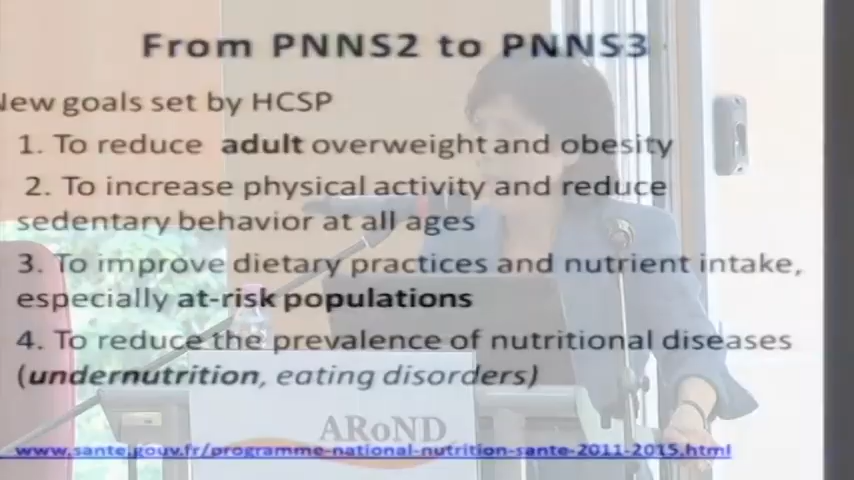 From PNNS2 to PNNS3
New goals set by HCSP
1. To reduce adult overweight and obesity
2. To increase physical activity and reduce
sedentary behavior at all ages
3. To improve dietary practices and nutrient intake,
especially at-risk populations
4. To reduce the prevalence of nutritional diseases
(undernutrition, eating disorders)
ARoND
www.sante.gouv.fr/programme-national-nutrition-sante-2011-2015.html